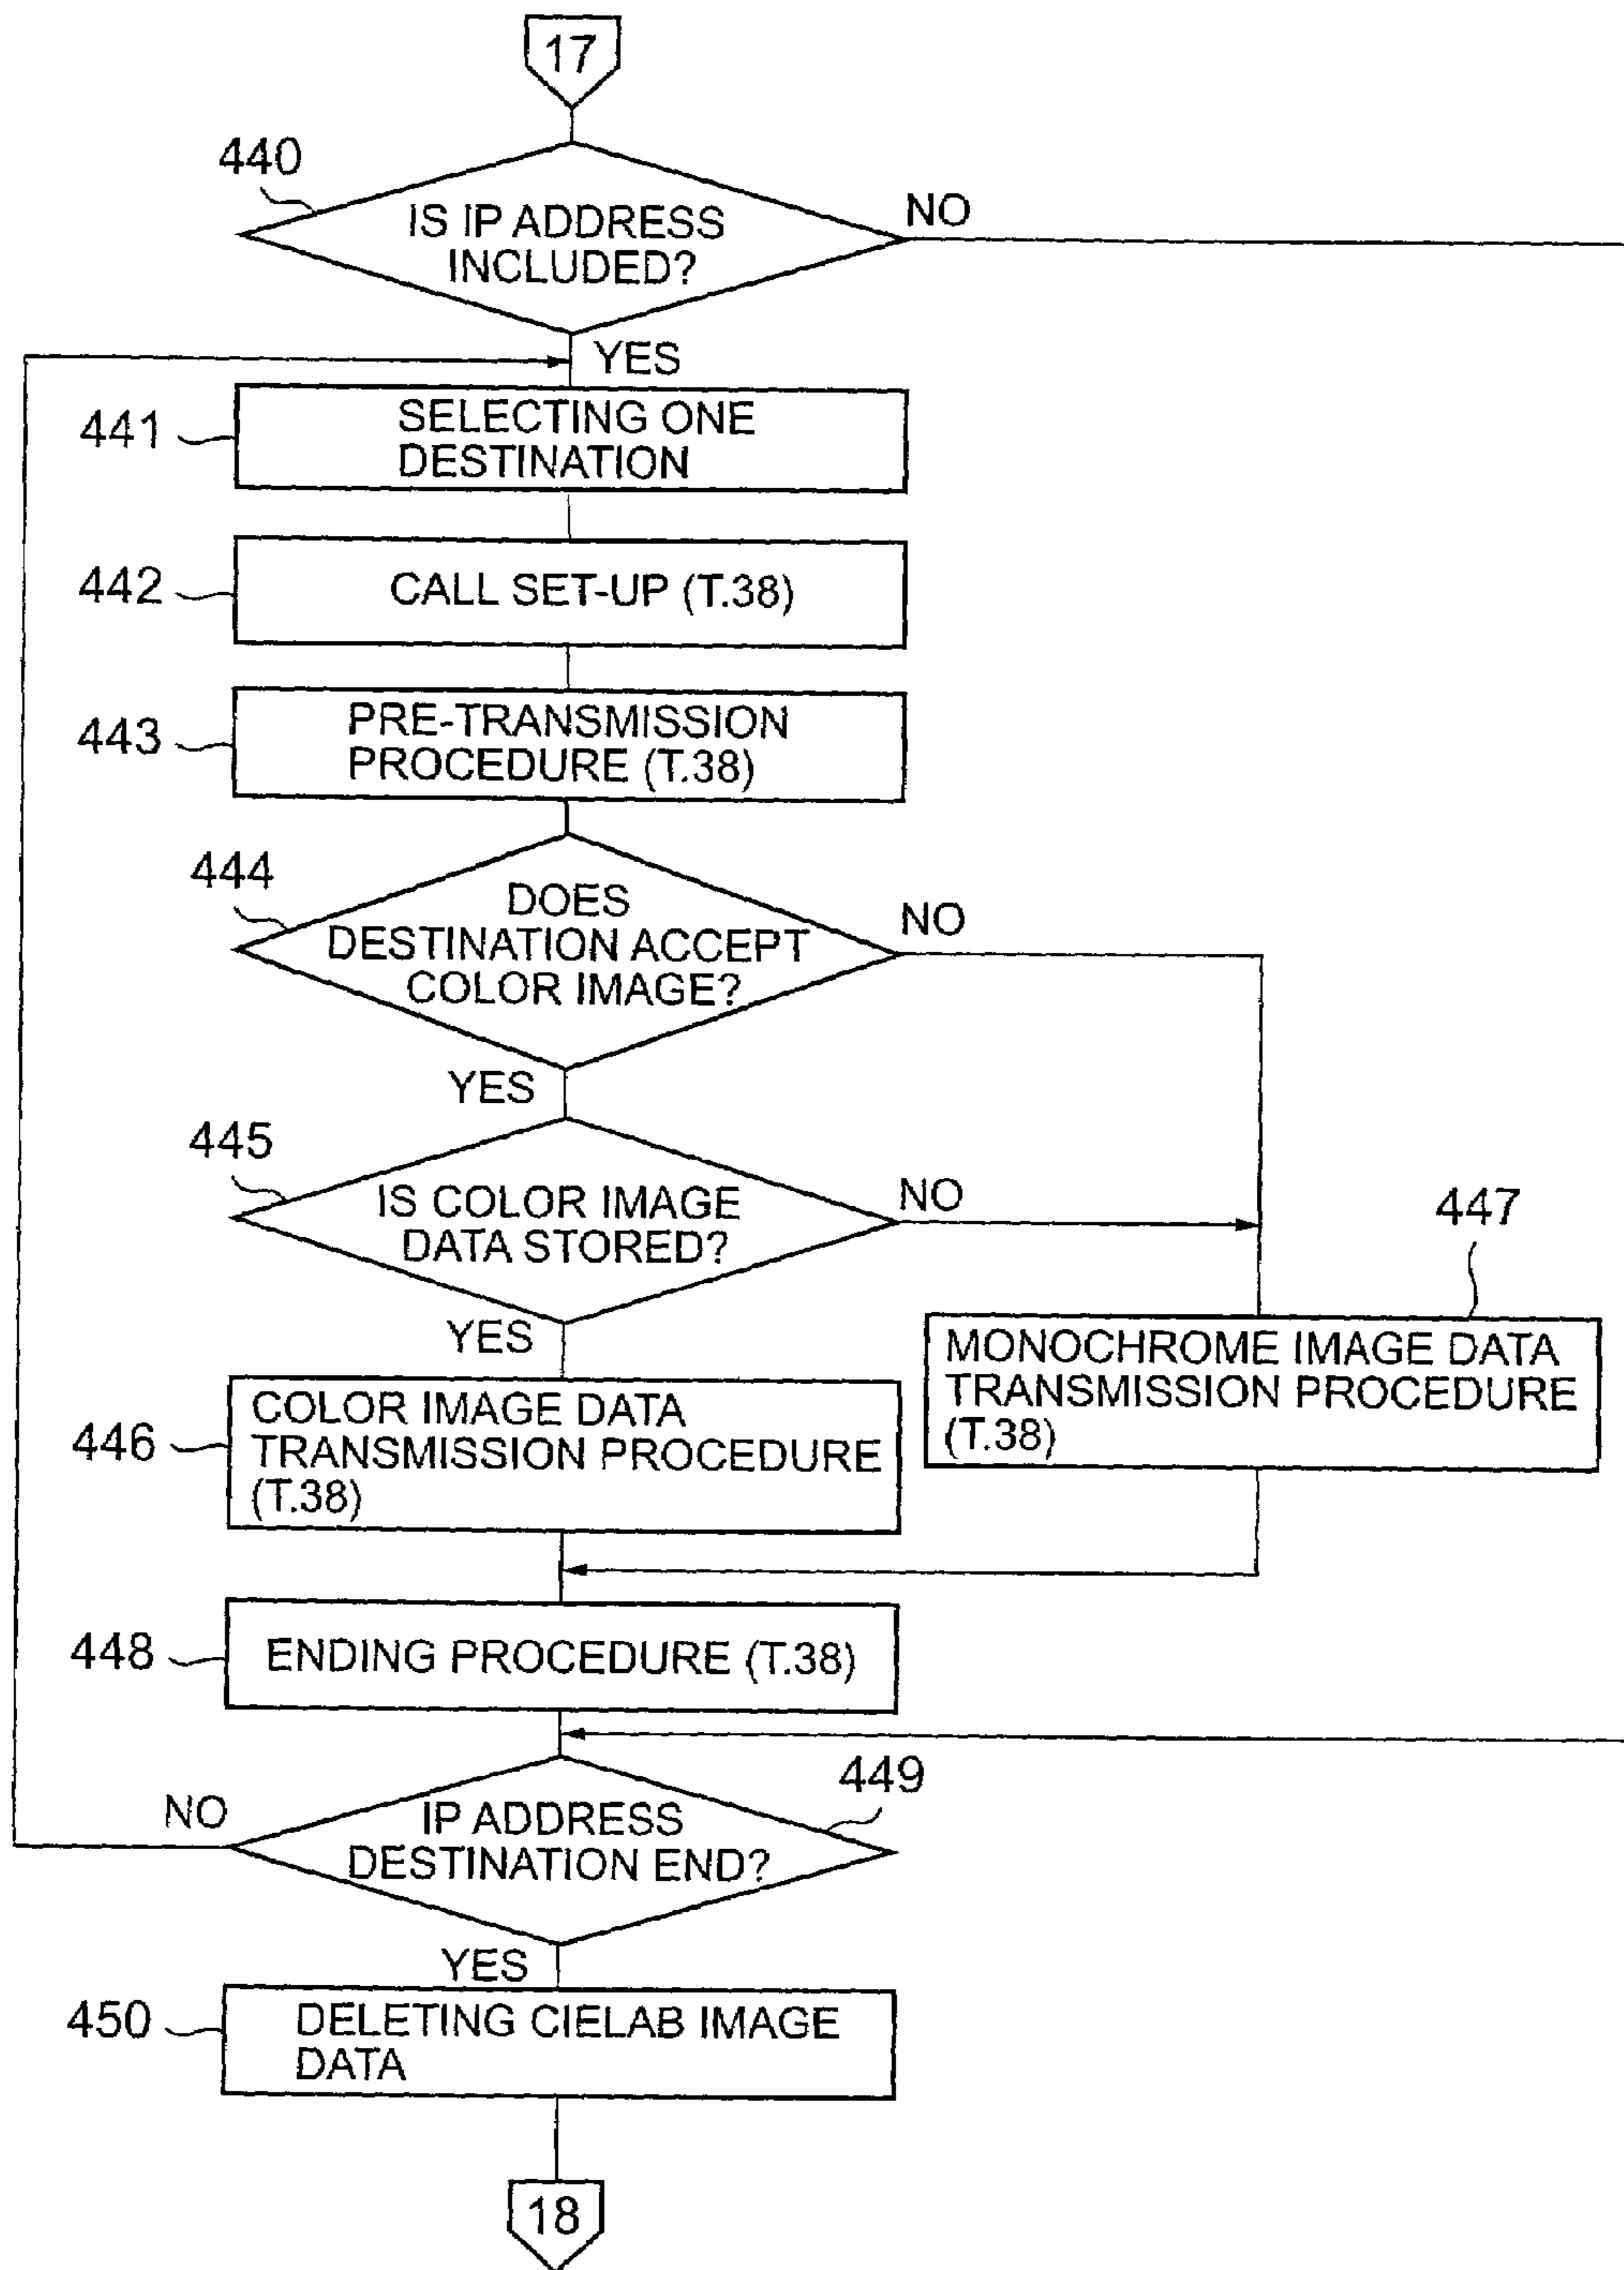 17
440
IS IP ADDRESS
INCLUDED?
NO
YES
441
SELECTING ONE
DESTINATION
442
CALL SET-UP (T.38)
443
PRE-TRANSMISSION
PROCEDURE (T.38)
444
DOES
DESTINATION ACCEPT
COLOR IMAGE?
NO
YES
445
IS COLOR IMAGE
DATA STORED?
NO
YES
447
MONOCHROME IMAGE DATA
TRANSMISSION PROCEDURE
(T.38)
446
COLOR IMAGE DATA
TRANSMISSION PROCEDURE
(T.38)
448
ENDING PROCEDURE (T.38)
449
IP ADDRESS
DESTINATION END?
NO
YES
450
DELETING CIELAB IMAGE
DATA
18